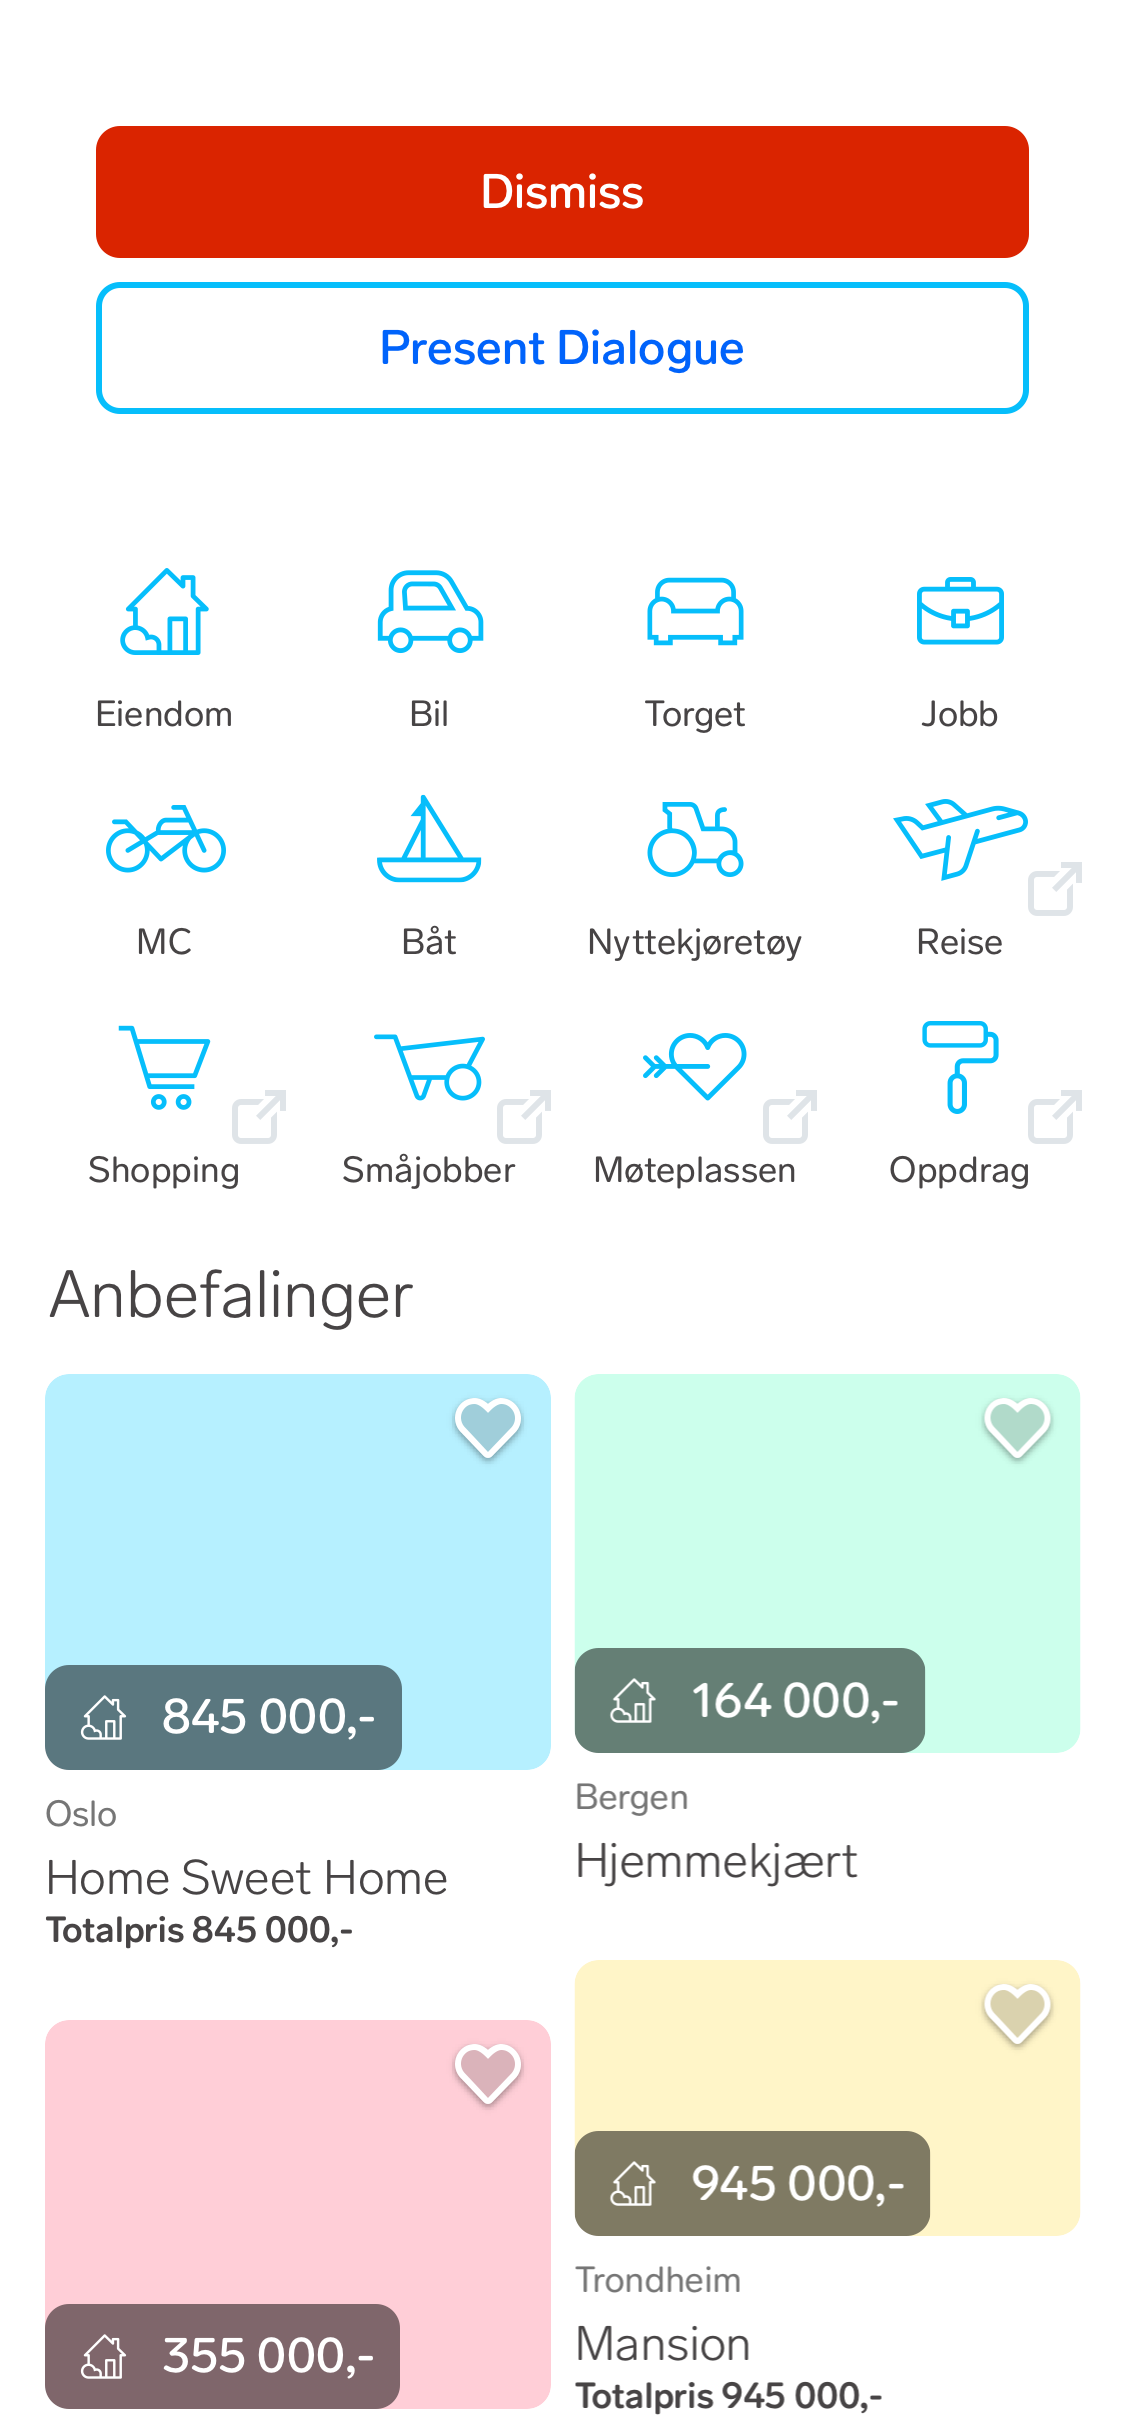 Dismiss
Present Dialogue
Eiendom
Bil
Torget
Jobb
MC
Båt
Nyttekjøretøy
Reise
Shopping
Småjobber
Møteplassen
Oppdrag
Anbefalinger
845 000,-
Oslo
Home Sweet Home
Totalpris 845 000,-
164 000,-
Bergen
Hjemmekjært
355 000,-
945 000,-
Trondheim
Mansion
Totalpris 945 000,-